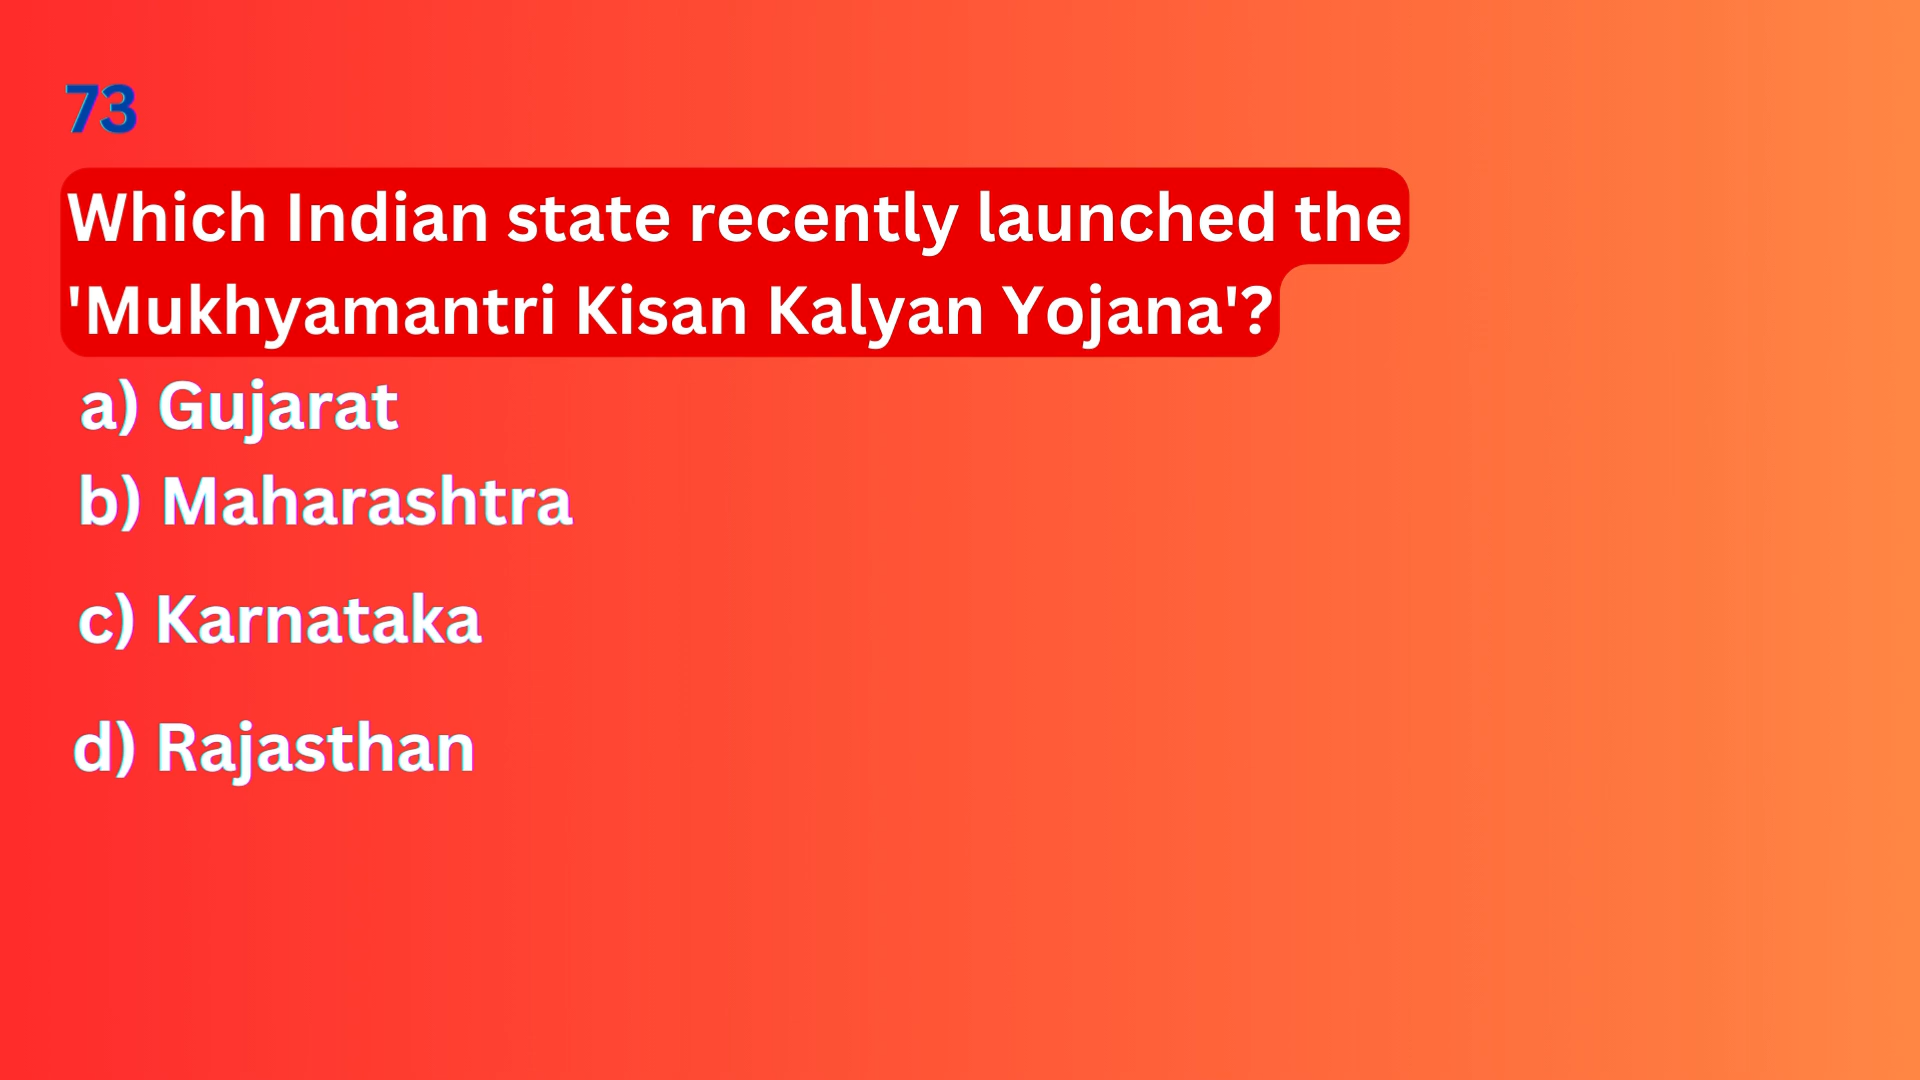 73
Which Indian state recently launched the
'Mukhyamantri Kisan Kalyan Yojana'?
a) Gujarat
b) Maharashtra
c) Karnataka
d) Rajasthan